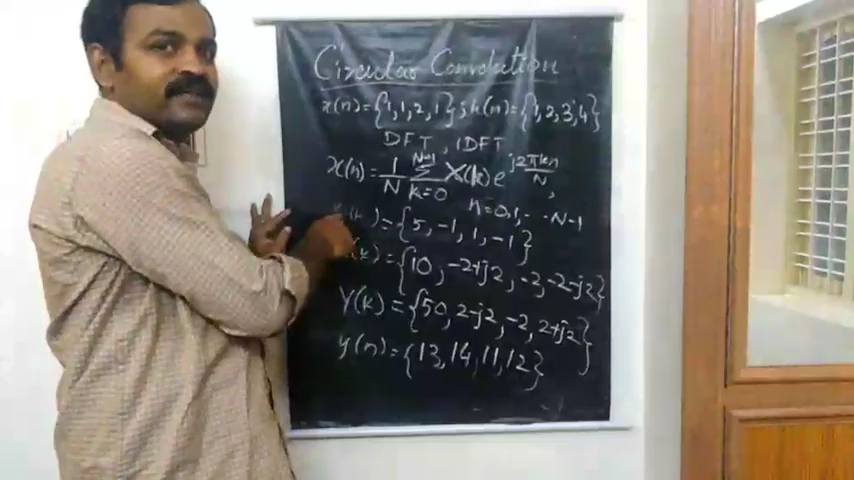 Circular Convolution
x(n)={1,1,2,1}; h(n)={1,2,3,4}
DFT, IDFT
x(n)= 1/N N-1 Σ k=0 X(k) e j2πkn/N, n=0,1,--N-1
(k)={5,-1,1,-1}
(k)={10,-2+j2,-2,-2-j2}
Y(k)={50,2-j2,-2,2+j2}
y(n)={13,14,11,12}